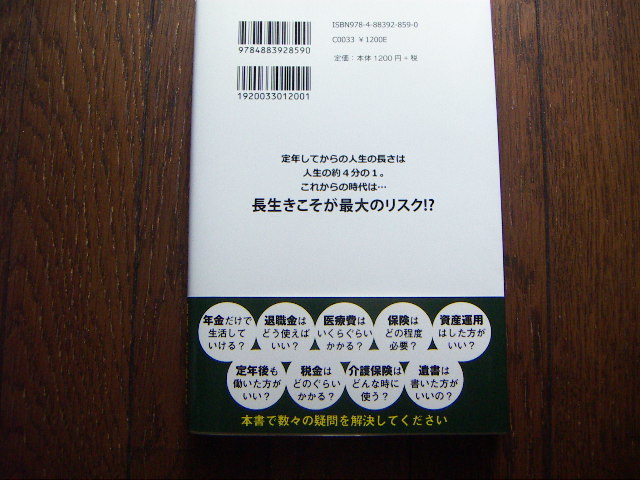 ISBN978-4-88392-859-0
C0033 ¥1200E
定価：本体1200円+税
9784883928590
1920033012001
定年してからの人生の長さは
人生の約4分の1。
これからの時代は…
長生きこそが最大のリスク!?
年金だけで
生活して
いける？
退職金は
どう使えば
いい？
医療費は
いくらぐらい
かかる？
保険は
どの程度
必要？
資産運用
はした方が
いい？
定年後も
働いた方が
いい？
税金は
どのぐらい
かかる？
介護保険は
どんな時に
使う？
遺書は
書いた方が
いいの？
本書で数々の疑問を解決してください